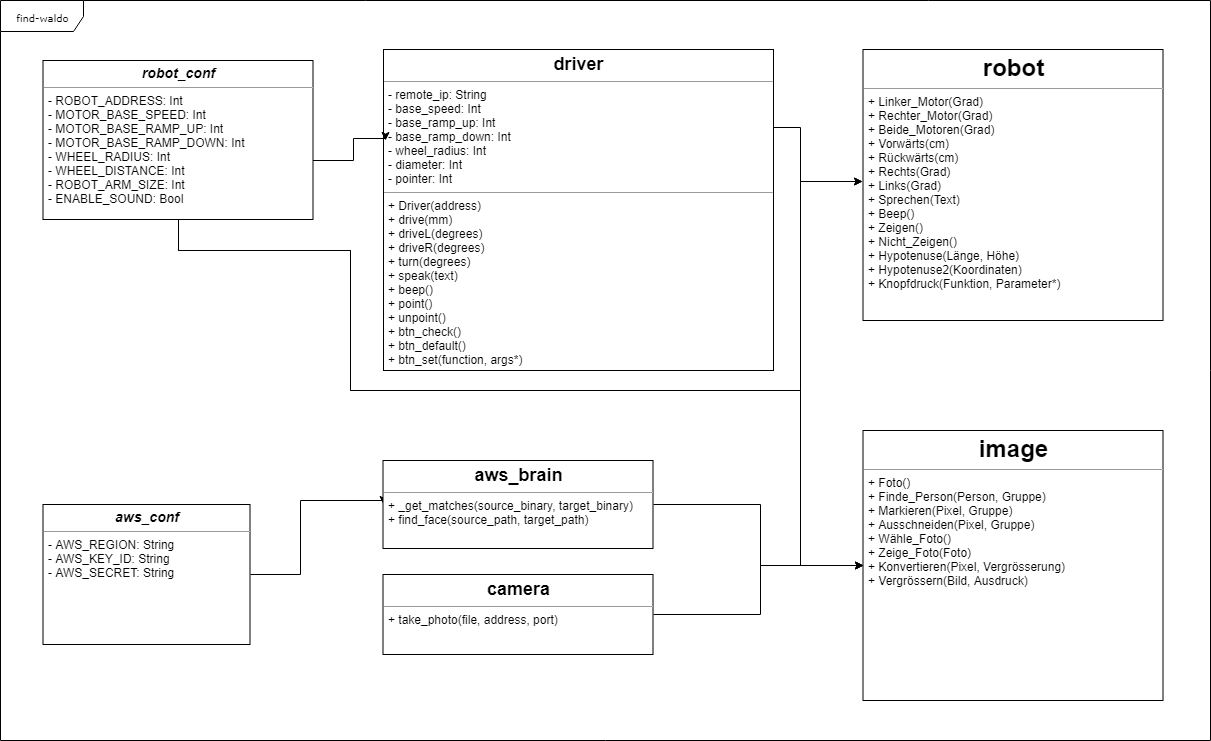 find-waldo
robot_conf
- ROBOT_ADDRESS: Int
- MOTOR_BASE_SPEED: Int
- MOTOR_BASE_RAMP_UP: Int
- MOTOR_BASE_RAMP_DOWN: Int
- WHEEL_RADIUS: Int
- WHEEL_DISTANCE: Int
- ROBOT_ARM_SIZE: Int
- ENABLE_SOUND: Bool
driver
- remote_ip: String
- base_speed: Int
- base_ramp_up: Int
- base_ramp_down: Int
- wheel_radius: Int
- diameter: Int
- pointer: Int
+ Driver(address)
+ drive(mm)
+ driveL(degrees)
+ driveR(degrees)
+ turn(degrees)
+ speak(text)
+ beep()
+ point()
+ unpoint()
+ btn_check()
+ btn_default()
+ btn_set(function, args*)
robot
+ Linker_Motor(Grad)
+ Rechter_Motor(Grad)
+ Beide_Motoren(Grad)
+ Vorwärts(cm)
+ Rückwärts(cm)
+ Rechts(Grad)
+ Links(Grad)
+ Sprechen(Text)
+ Beep()
+ Zeigen()
+ Nicht_Zeigen()
+ Hypotenuse(Länge, Höhe)
+ Hypotenuse2(Koordinaten)
+ Knopfdruck(Funktion, Parameter*)
aws_conf
- AWS_REGION: String
- AWS_KEY_ID: String
- AWS_SECRET: String
aws_brain
+ _get_matches(source_binary, target_binary)
+ find_face(source_path, target_path)
camera
+ take_photo(file, address, port)
image
+ Foto()
+ Finde_Person(Person, Gruppe)
+ Markieren(Pixel, Gruppe)
+ Ausschneiden(Pixel, Gruppe)
+ Wähle_Foto()
+ Zeige_Foto(Foto)
+ Konvertieren(Pixel, Vergrösserung)
+ Vergrössern(Bild, Ausdruck)